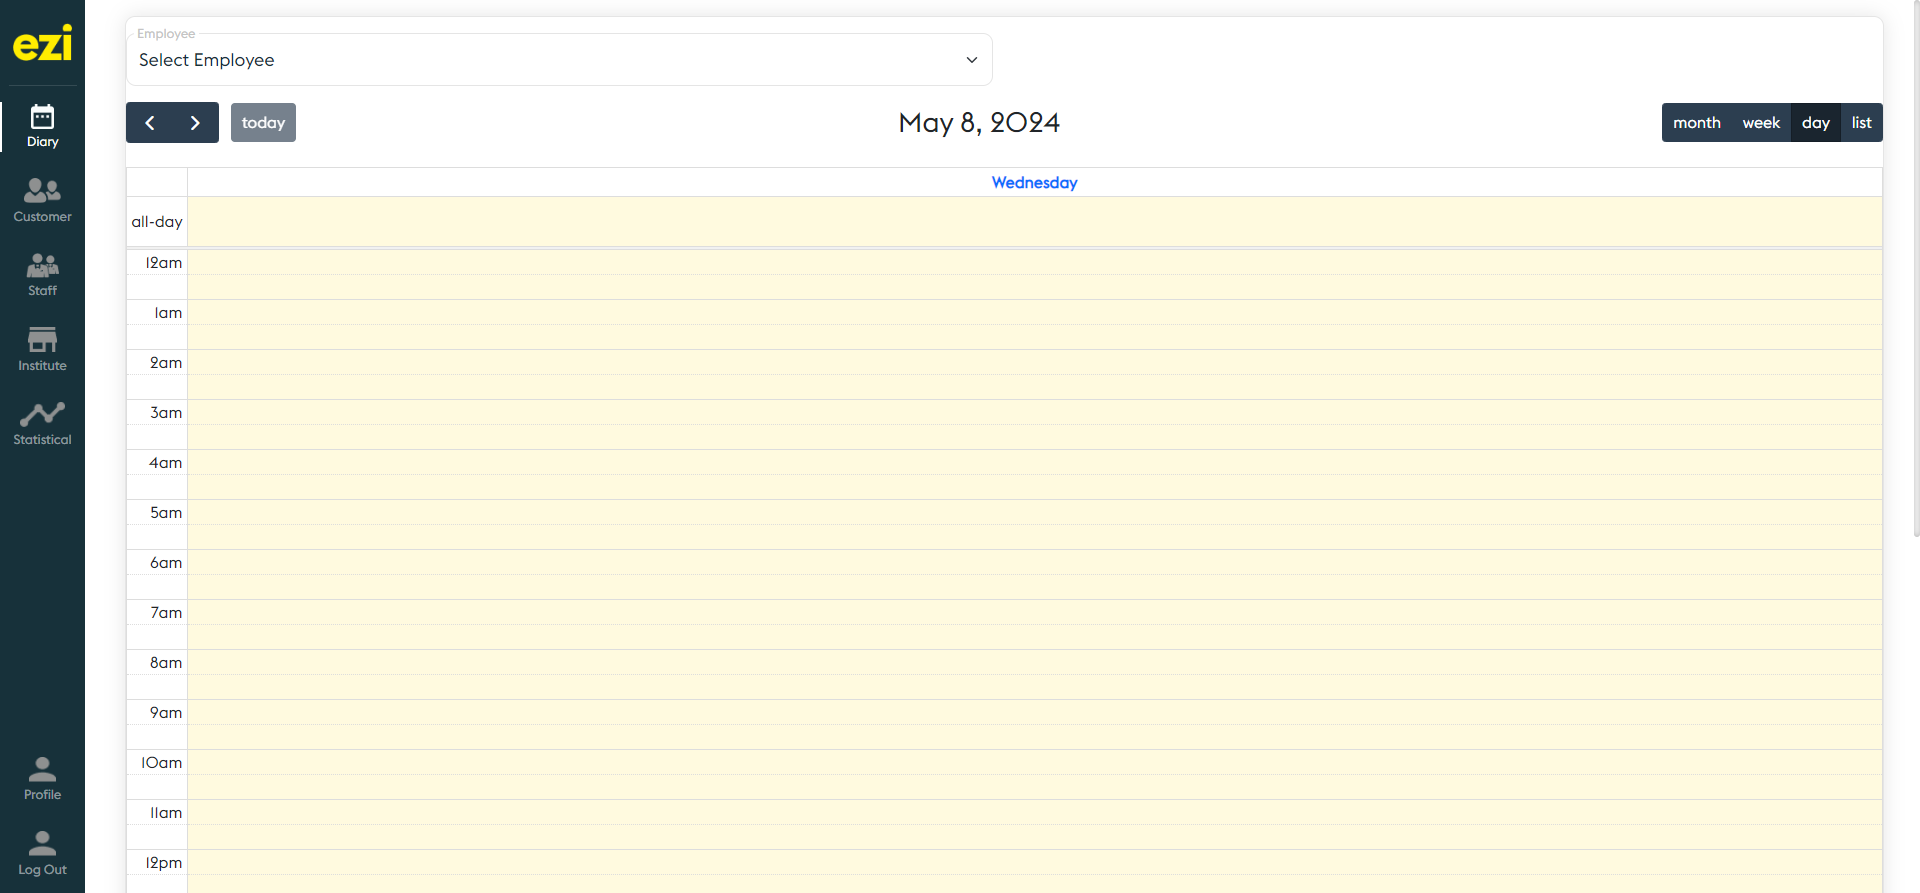 ezi
Diary
Customer
Staff
Institute
Statistical
Profile
Log Out
Employee
Select Employee
today
May 8, 2024
month week day list
Wednesday
all-day
12am
1am
2am
3am
4am
5am
6am
7am
8am
9am
10am
11am
12pm